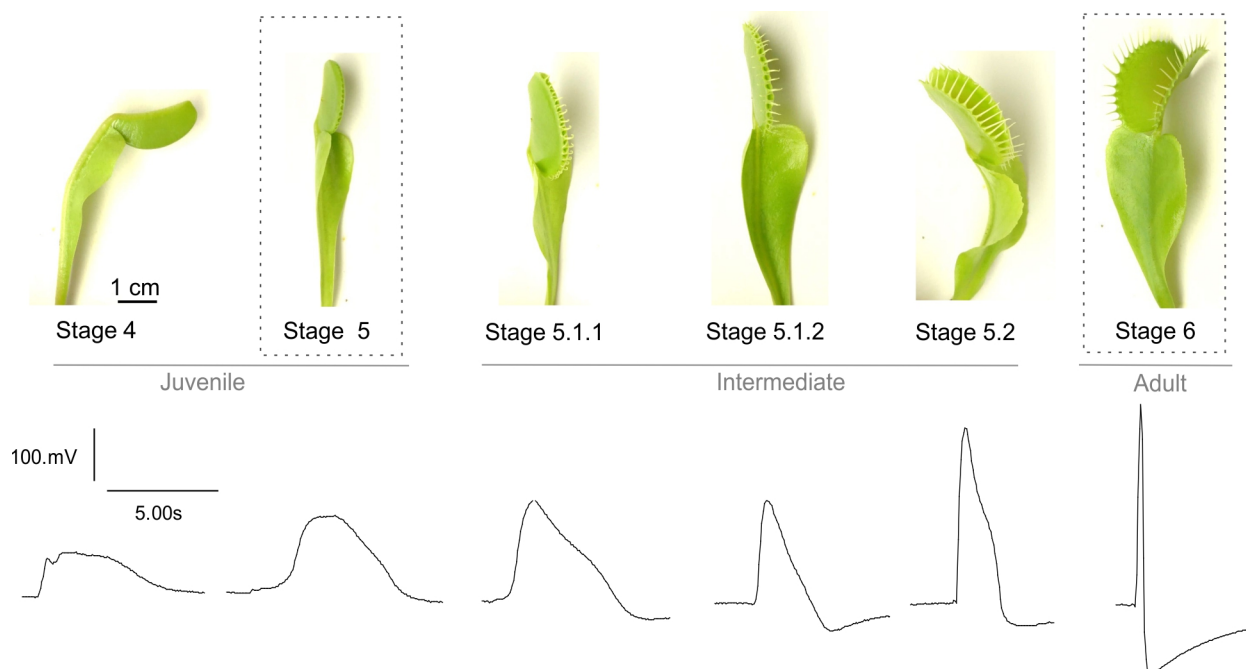 1 cm
Stage 4
Stage 5
Stage 5.1.1
Stage 5.1.2
Stage 5.2
Stage 6
Juvenile
Intermediate
Adult
100.mV
5.00s